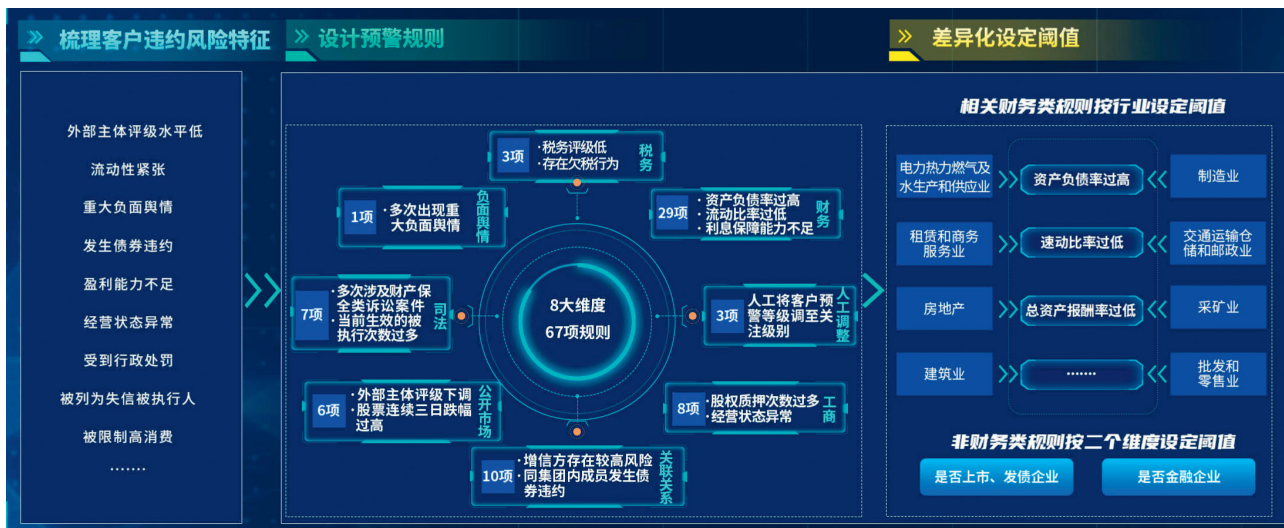 梳理客户违约风险特征
设计预警规则
差异化设定阈值
外部主体评级水平低
流动性紧张
重大负面舆情
发生债券违约
盈利能力不足
经营状态异常
受到行政处罚
被列为失信被执行人
被限制高消费
.......
3项
·税务评级低
·存在欠税行为
税务
1项
·多次出现重
大负面舆情
负面舆情
29项
·资产负债率过高
·流动比率过低
·利息保障能力不足
财务
7项
·多次涉及财产保
全类诉讼案件
·当前生效的被
执行次数过多
司法
8大维度
67项规则
3项
人工将客户预
警等级调至关
注级别
人工调整
6项
·外部主体评级下调
·股票连续三日跌幅
过高
公开市场
8项
·股权质押次数过多
·经营状态异常
工商
10项
·增信方存在较高风险
·同集团内成员发生债
券违约
关联关系
相关财务类规则按行业设定阈值
电力热力燃气及
水生产和供应业
资产负债率过高
制造业
租赁和商务
服务业
速动比率过低
交通运输仓
储和邮政业
房地产
总资产报酬率过低
采矿业
建筑业
.......
批发和
零售业
非财务类规则按二个维度设定阈值
是否上市、发债企业
是否金融企业